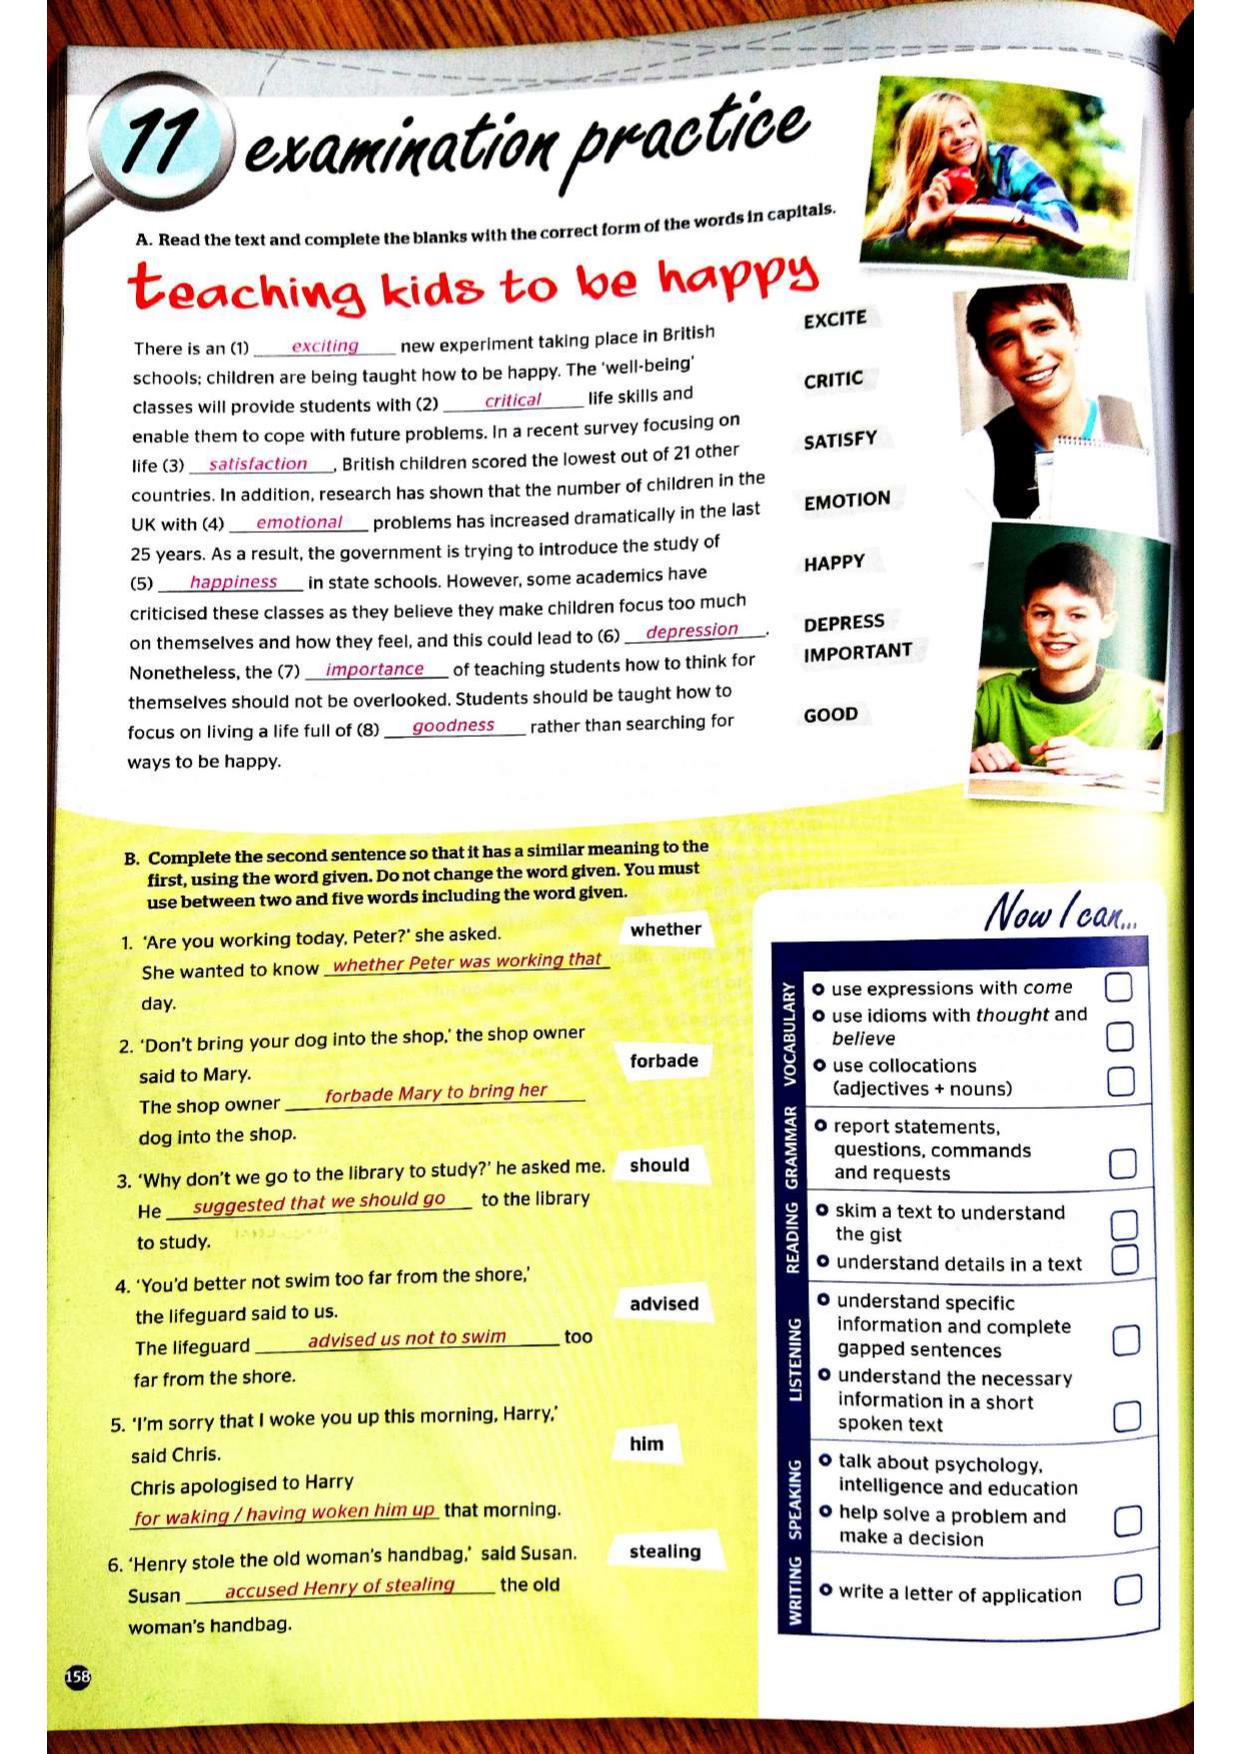 11 examination practice
A. Read the text and complete the blanks with the correct form of the words in capitals.
teaching kids to be happy
There is an (1) exciting new experiment taking place in British
EXCITE
schools; children are being taught how to be happy. The 'well-being'
classes will provide students with (2) critical life skills and
CRITIC
enable them to cope with future problems. In a recent survey focusing on
life (3) satisfaction, British children scored the lowest out of 21 other
SATISFY
countries. In addition, research has shown that the number of children in the
UK with (4) emotional problems has increased dramatically in the last
EMOTION
25 years. As a result, the government is trying to introduce the study of
(5) happiness in state schools. However, some academics have
HAPPY
criticised these classes as they believe they make children focus too much
on themselves and how they feel, and this could lead to (6) depression.
DEPRESS
Nonetheless, the (7) importance of teaching students how to think for
IMPORTANT
themselves should not be overlooked. Students should be taught how to
focus on living a life full of (8) goodness rather than searching for
GOOD
ways to be happy.
B. Complete the second sentence so that it has a similar meaning to the
first, using the word given. Do not change the word given. You must
use between two and five words including the word given.
1. 'Are you working today, Peter?' she asked.
whether
She wanted to know whether Peter was working that
day.
2. 'Don't bring your dog into the shop,' the shop owner
said to Mary.
forbade
The shop owner forbade Mary to bring her
dog into the shop.
3. 'Why don't we go to the library to study?' he asked me.
should
He suggested that we should go to the library
to study.
4. 'You'd better not swim too far from the shore,'
the lifeguard said to us.
advised
The lifeguard advised us not to swim too
far from the shore.
5. 'I'm sorry that I woke you up this morning, Harry,'
said Chris.
him
Chris apologised to Harry
for waking / having woken him up that morning.
6. 'Henry stole the old woman's handbag,' said Susan.
stealing
Susan accused Henry of stealing the old
woman's handbag.
158
Now I can...
VOCABULARY
use expressions with come
use idioms with thought and
believe
use collocations
(adjectives + nouns)
GRAMMAR
report statements,
questions, commands
and requests
READING
skim a text to understand
the gist
understand details in a text
LISTENING
understand specific
information and complete
gapped sentences
understand the necessary
information in a short
spoken text
SPEAKING
talk about psychology,
intelligence and education
help solve a problem and
make a decision
WRITING
write a letter of application